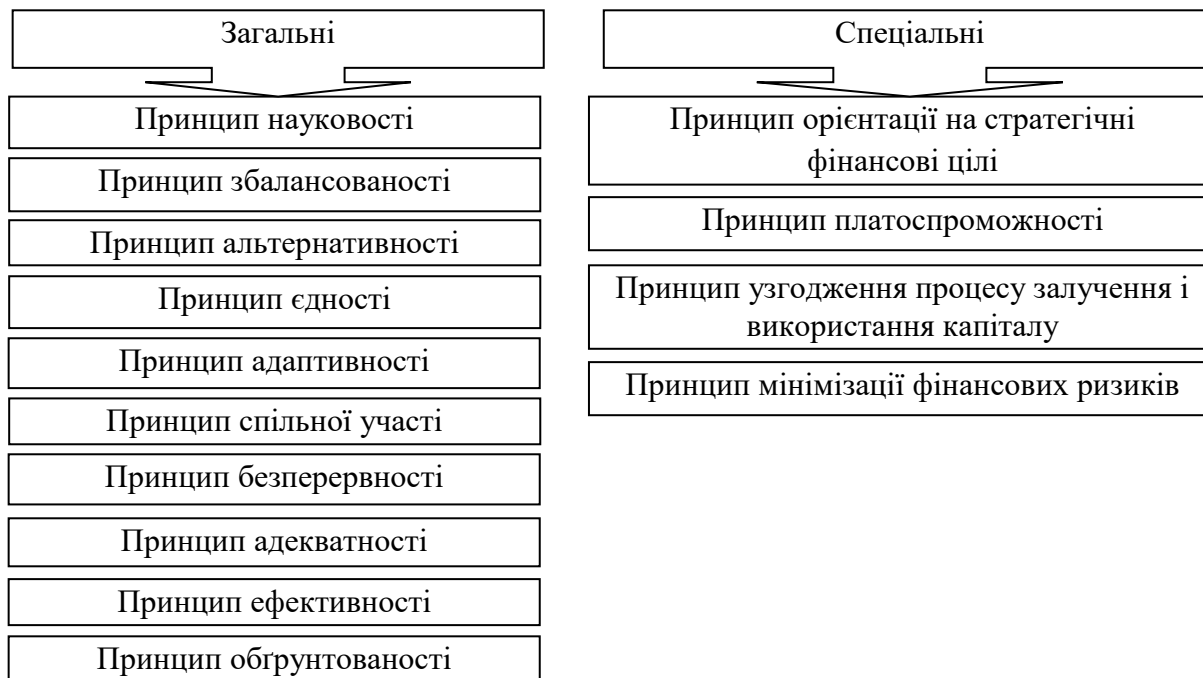 Загальні
Принцип науковості
Принцип збалансованості
Принцип альтернативності
Принцип єдності
Принцип адаптивності
Принцип спільної участі
Принцип безперервності
Принцип адекватності
Принцип ефективності
Принцип обґрунтованості
Спеціальні
Принцип орієнтації на стратегічні
фінансові цілі
Принцип платоспроможності
Принцип узгодження процесу залучення і
використання капіталу
Принцип мінімізації фінансових ризиків